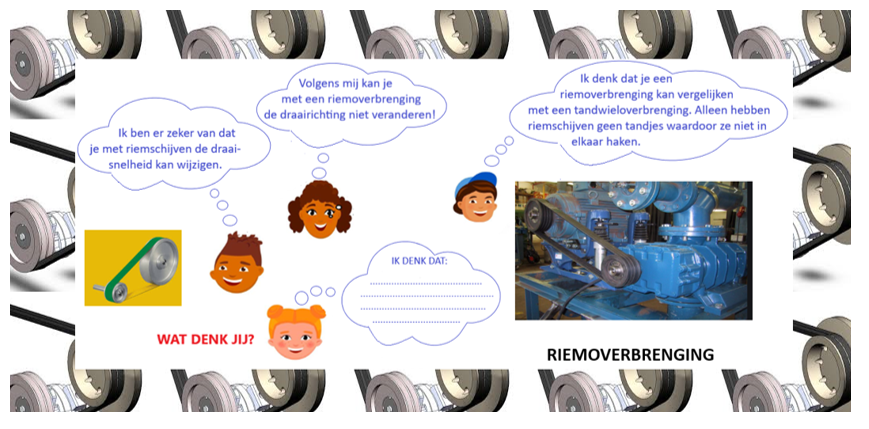 Ik ben er zeker van dat
je met riemschijven de draai-
snelheid kan wijzigen.
Volgens mij kan je
met een riemoverbrenging
de draairichting niet veranderen!
Ik denk dat je een
riemoverbrenging kan vergelijken
met een tandwieloverbrenging. Alleen hebben
riemschijven geen tandjes waardoor ze niet in
elkaar haken.
IK DENK DAT:
WAT DENK JIJ?
RIEMOVERBRENGING